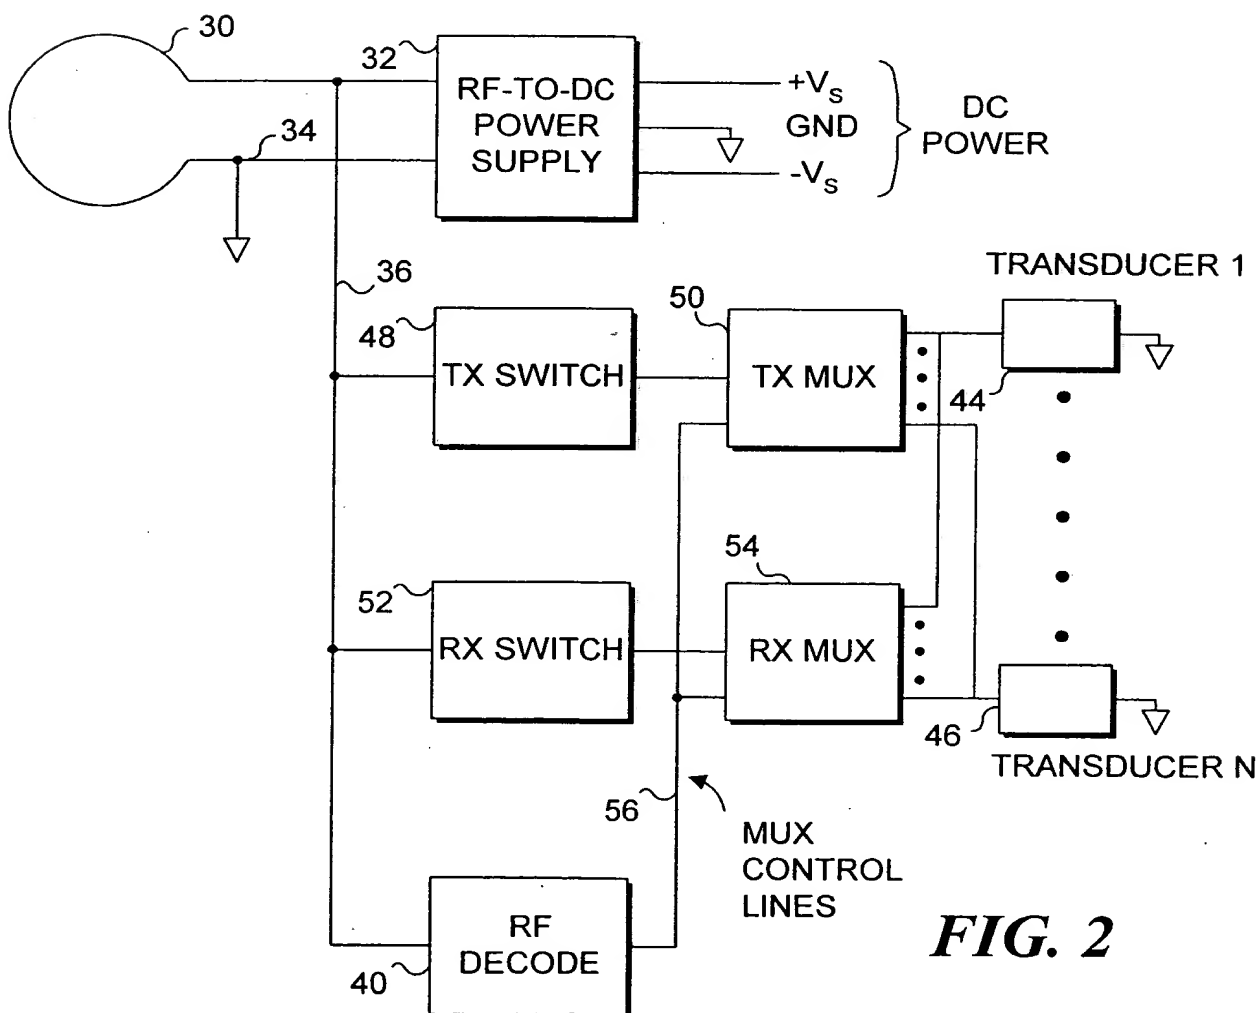 30
32
RF-TO-DC
POWER
SUPPLY
+VS
GND
-VS
DC
POWER
34
36
TRANSDUCER 1
48
TX SWITCH
50
TX MUX
44
52
RX SWITCH
54
RX MUX
46
TRANSDUCER N
56
MUX
CONTROL
LINES
40
RF
DECODE
FIG. 2